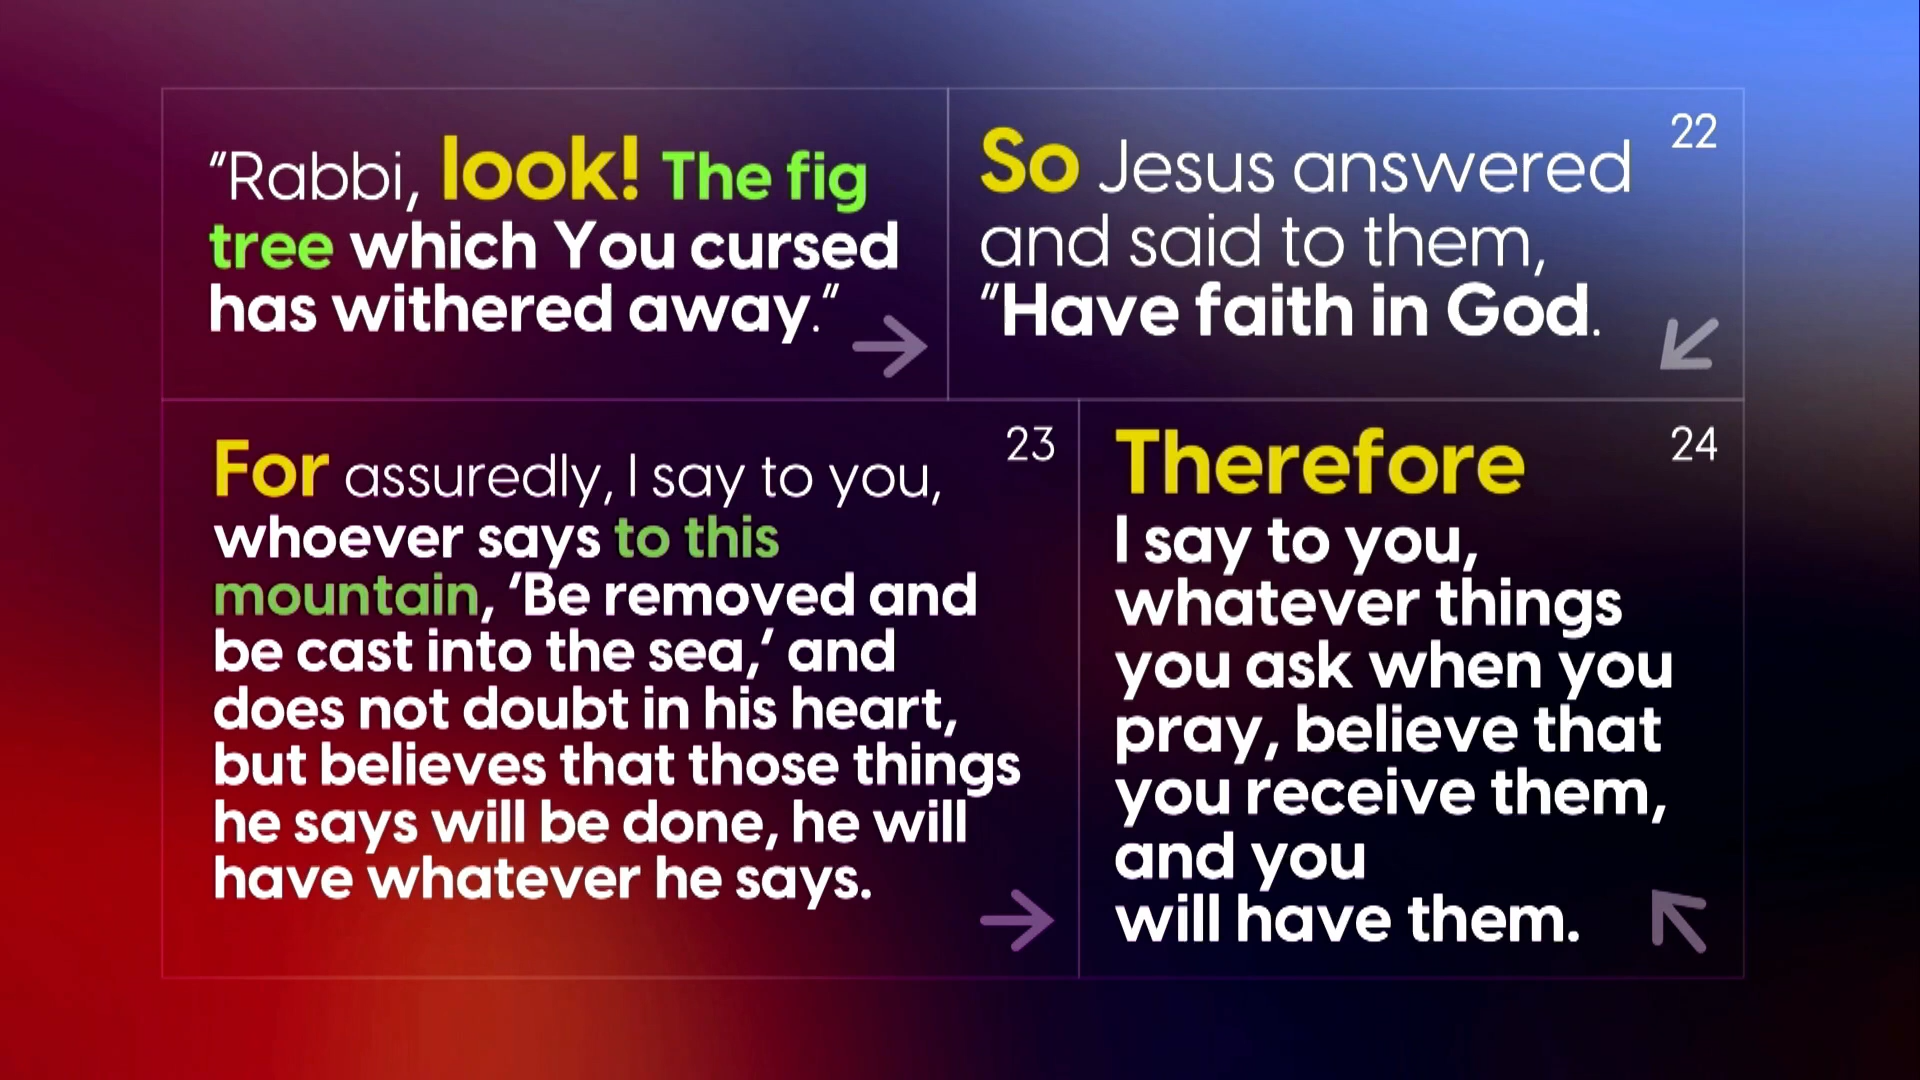 "Rabbi, look! The fig
tree which You cursed
has withered away."
22
So Jesus answered
and said to them,
"Have faith in God.
23
For assuredly, I say to you,
whoever says to this
mountain, ‘Be removed and
be cast into the sea,’ and
does not doubt in his heart,
but believes that those things
he says will be done, he will
have whatever he says.
24
Therefore
I say to you,
whatever things
you ask when you
pray, believe that
you receive them,
and you
will have them.